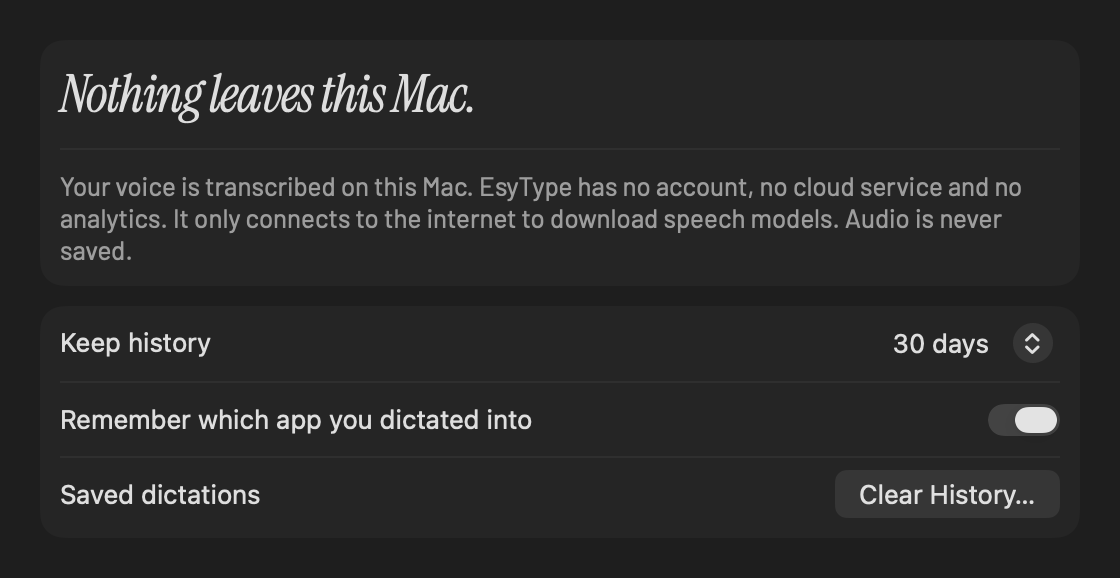 Nothing leaves this Mac.
Your voice is transcribed on this Mac. EsyType has no account, no cloud service and no
analytics. It only connects to the internet to download speech models. Audio is never
saved.
Keep history
30 days
Remember which app you dictated into
Saved dictations
Clear History...